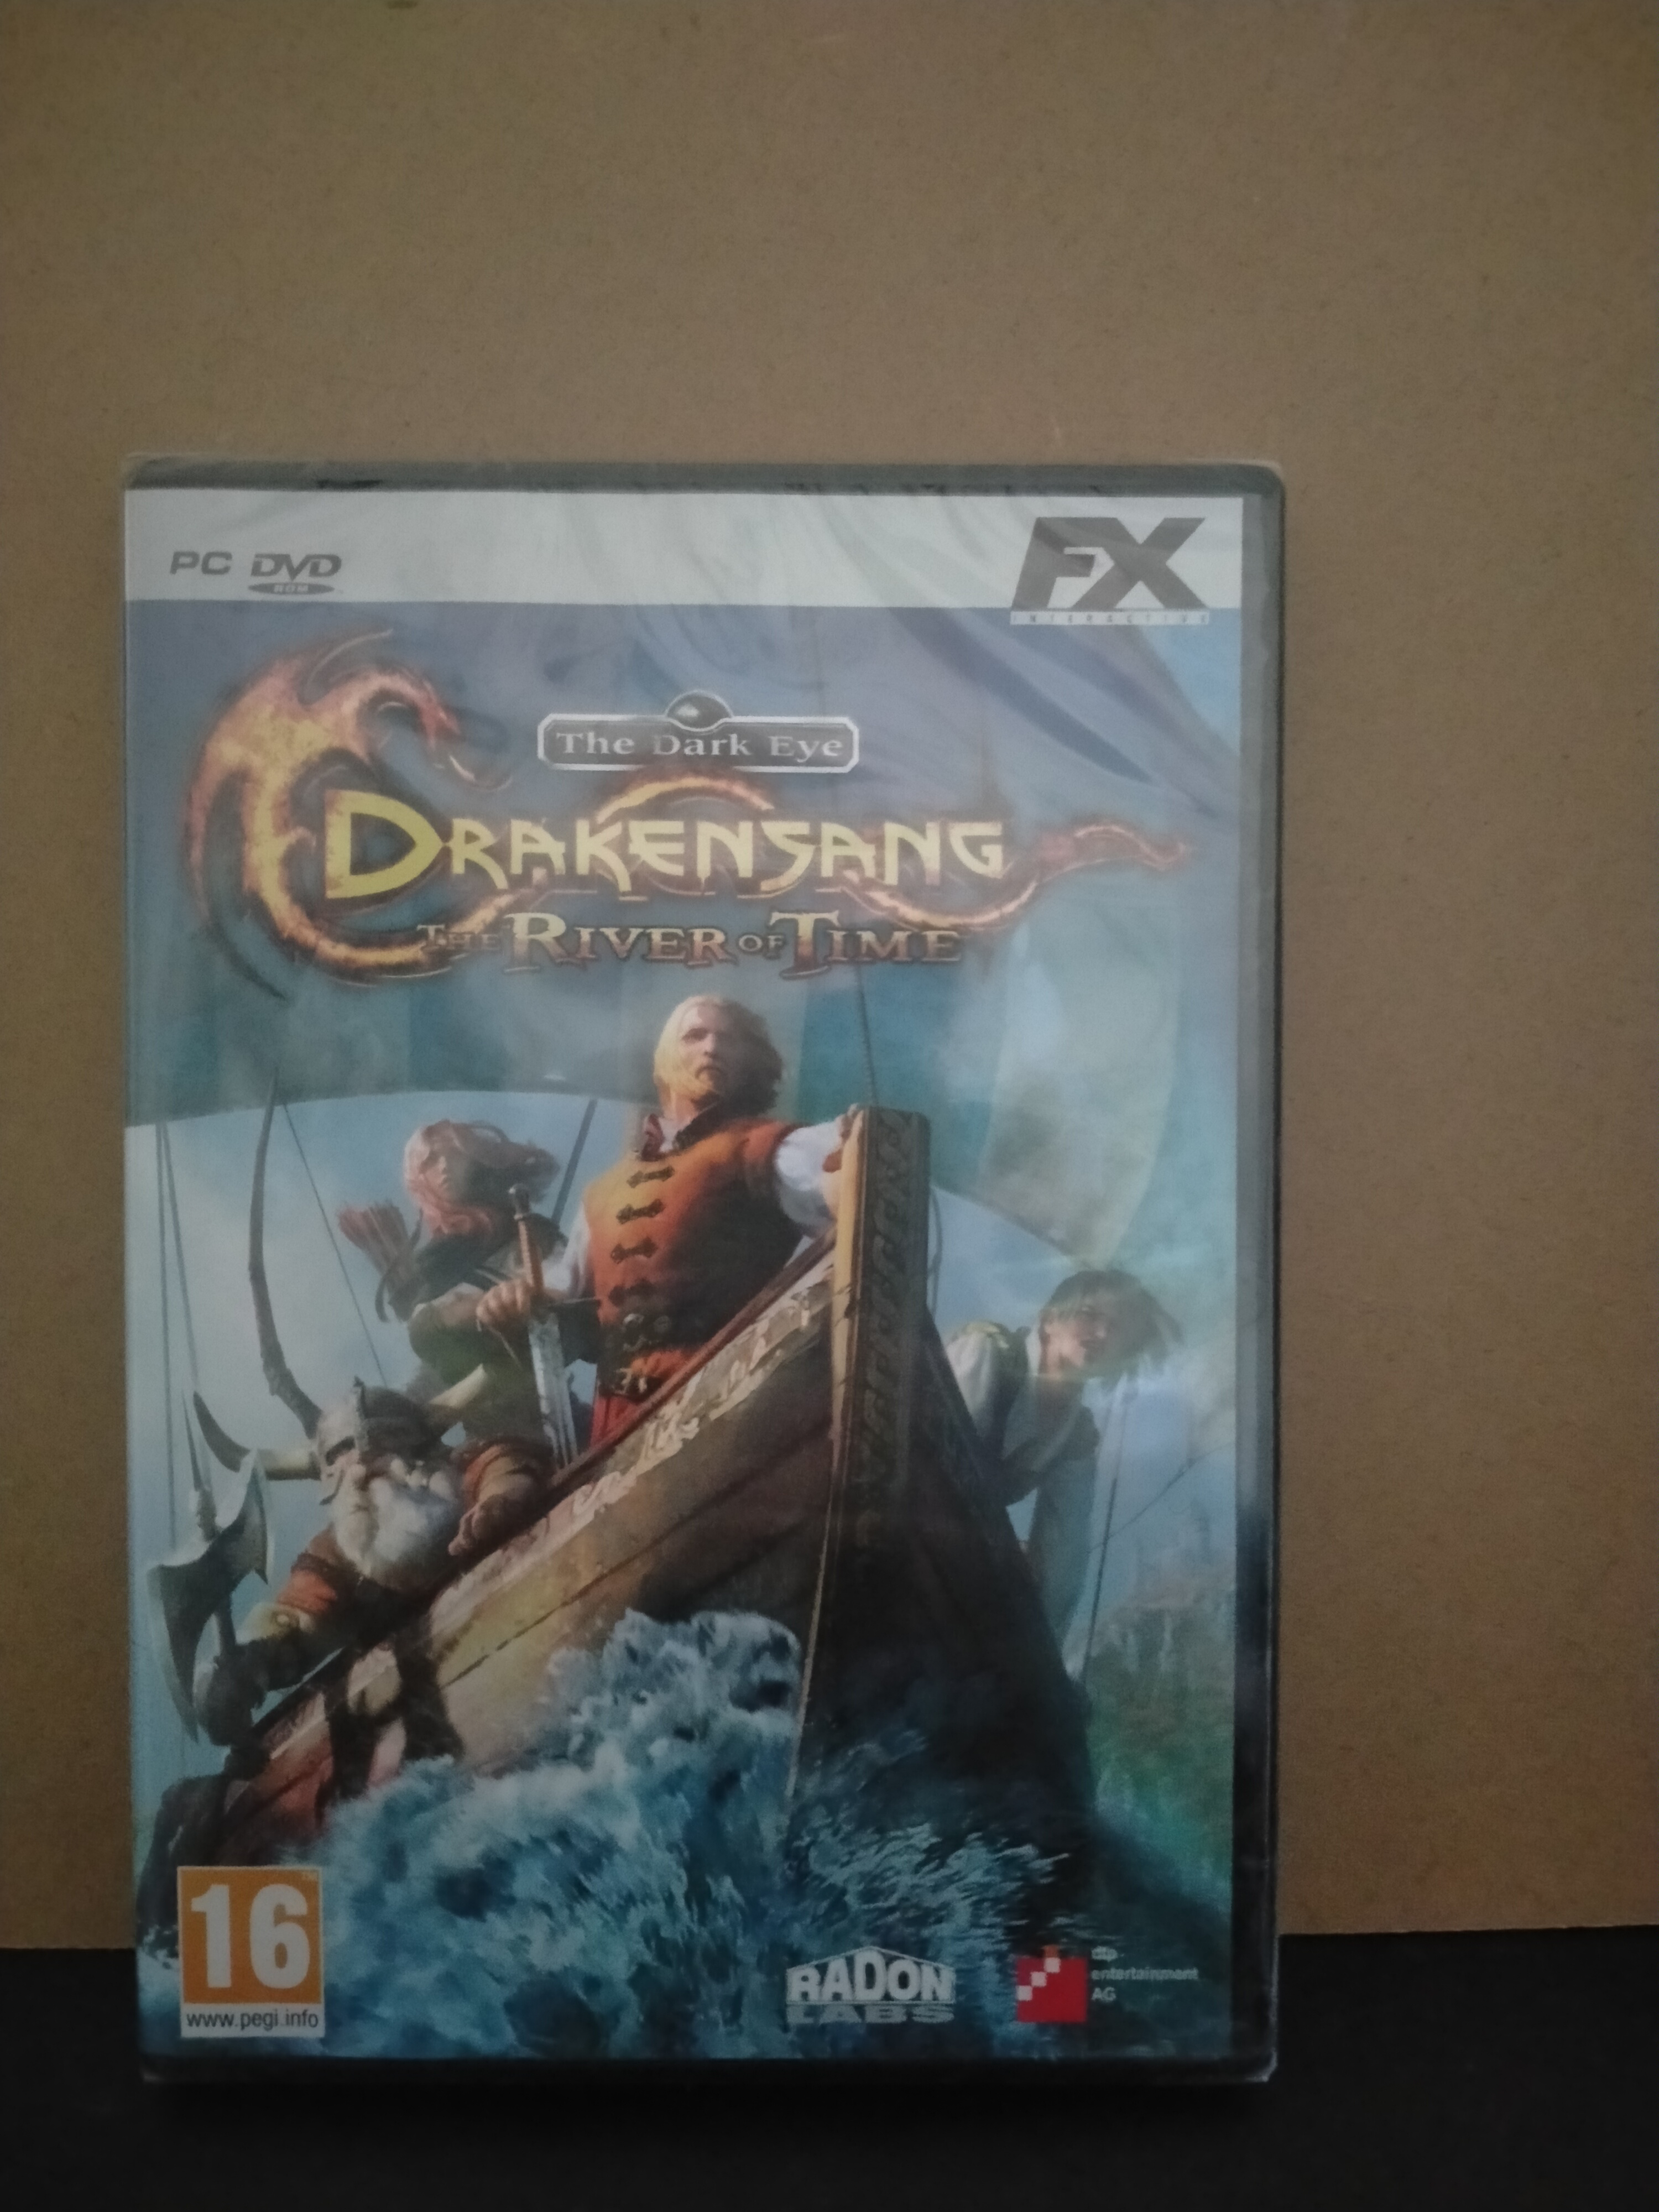 PC DVD
ROM
FX
INTERACTIVE
The Dark Eye
DRAKENSANG
THE RIVER OF TIME
16
www.pegi.info
RADON
LABS
dtp
entertainment
AG